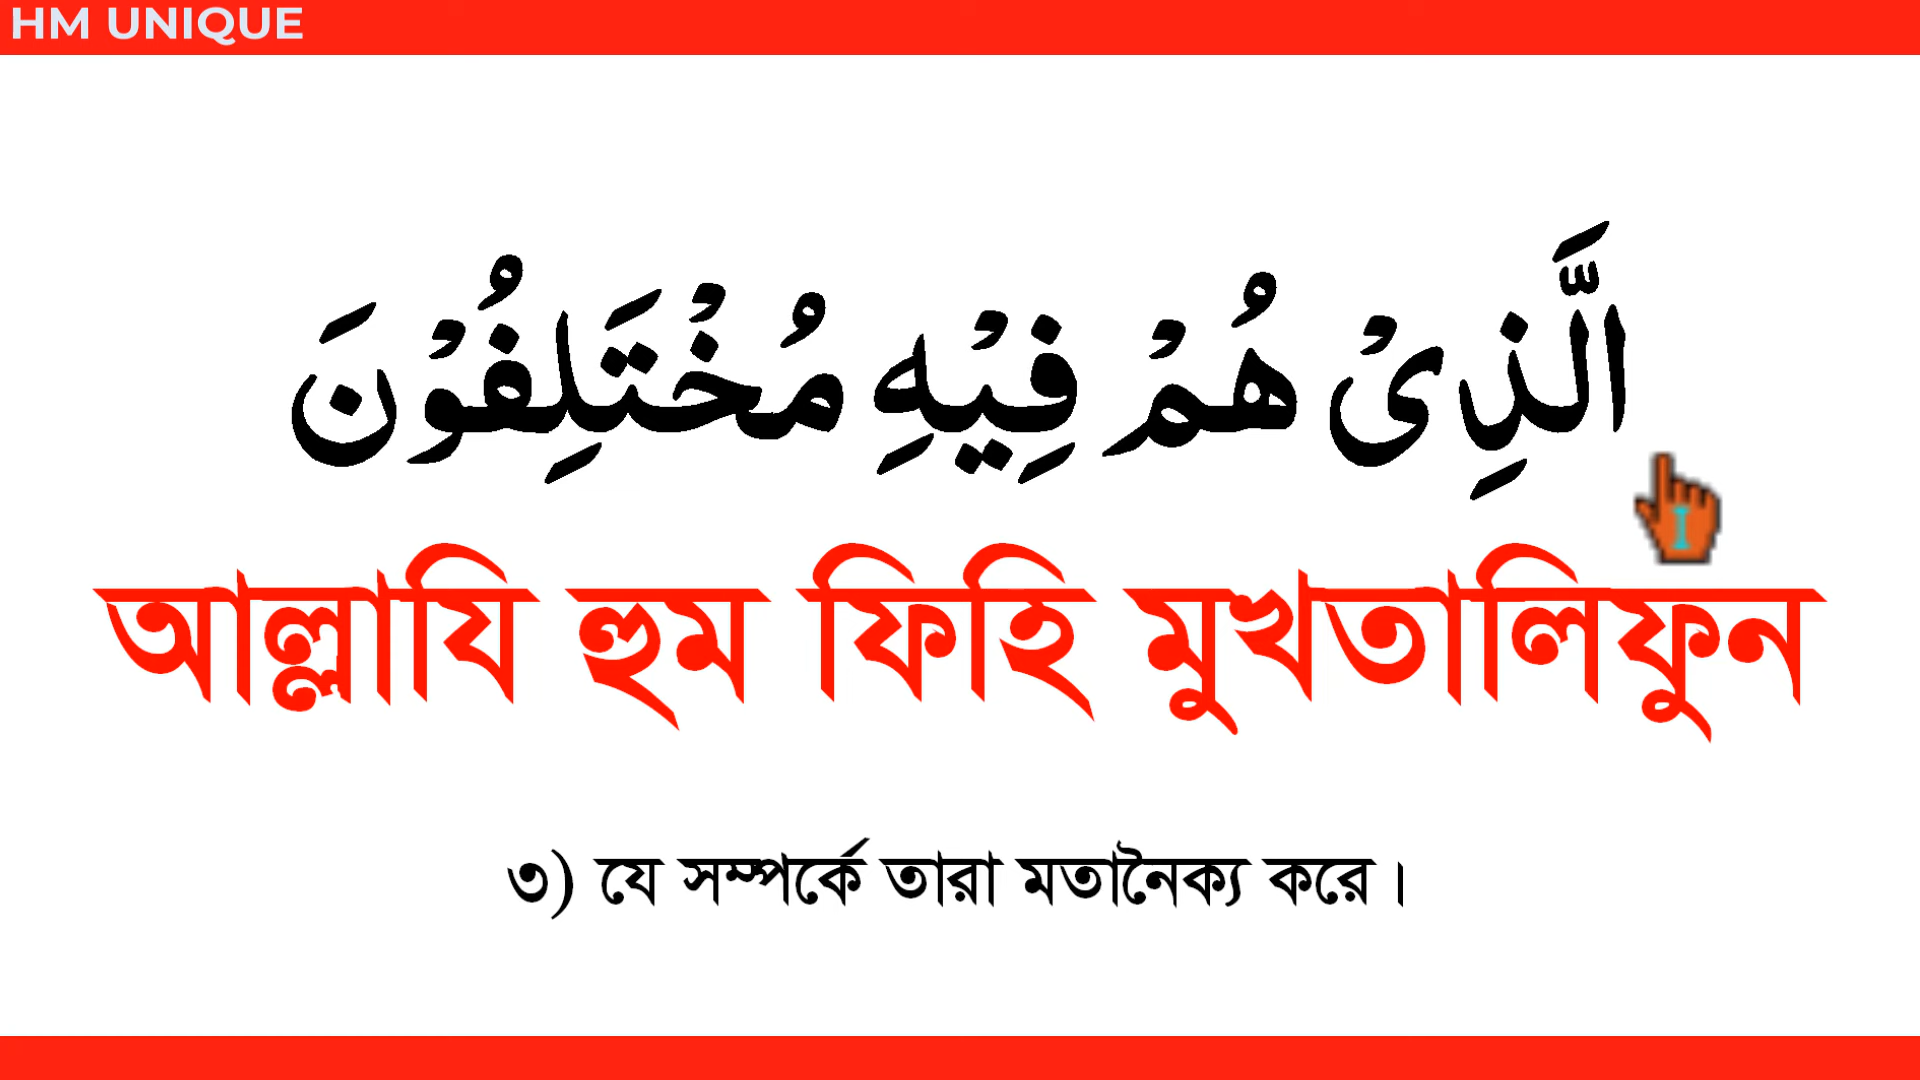 HM UNIQUE
الَّذِیْ هُمْ فِیْهِ مُخْتَلِفُوْنَ
আল্লাযি হুম ফিহি মুখতালিফুন
৩) যে সম্পর্কে তারা মতানৈক্য করে।